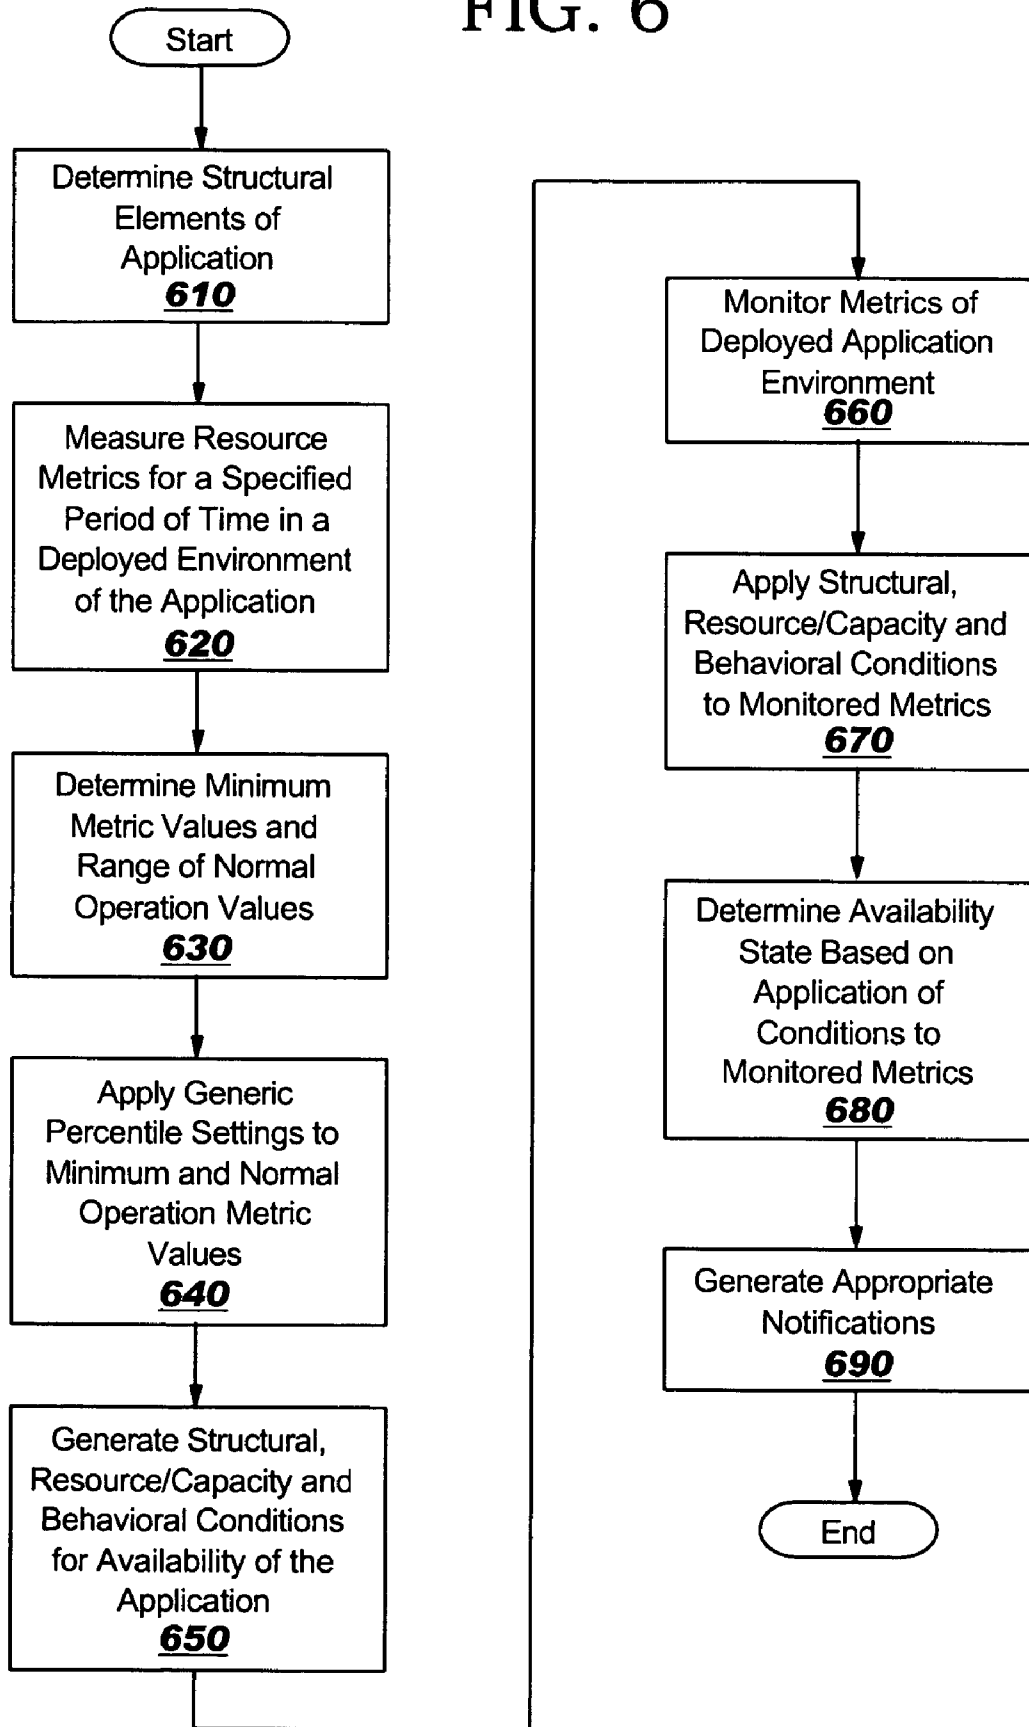 FIG. 6
Start
Determine Structural
Elements of
Application
610
Measure Resource
Metrics for a Specified
Period of Time in a
Deployed Environment
of the Application
620
Determine Minimum
Metric Values and
Range of Normal
Operation Values
630
Apply Generic
Percentile Settings to
Minimum and Normal
Operation Metric
Values
640
Generate Structural,
Resource/Capacity and
Behavioral Conditions
for Availability of the
Application
650
Monitor Metrics of
Deployed Application
Environment
660
Apply Structural,
Resource/Capacity and
Behavioral Conditions
to Monitored Metrics
670
Determine Availability
State Based on
Application of
Conditions to
Monitored Metrics
680
Generate Appropriate
Notifications
690
End